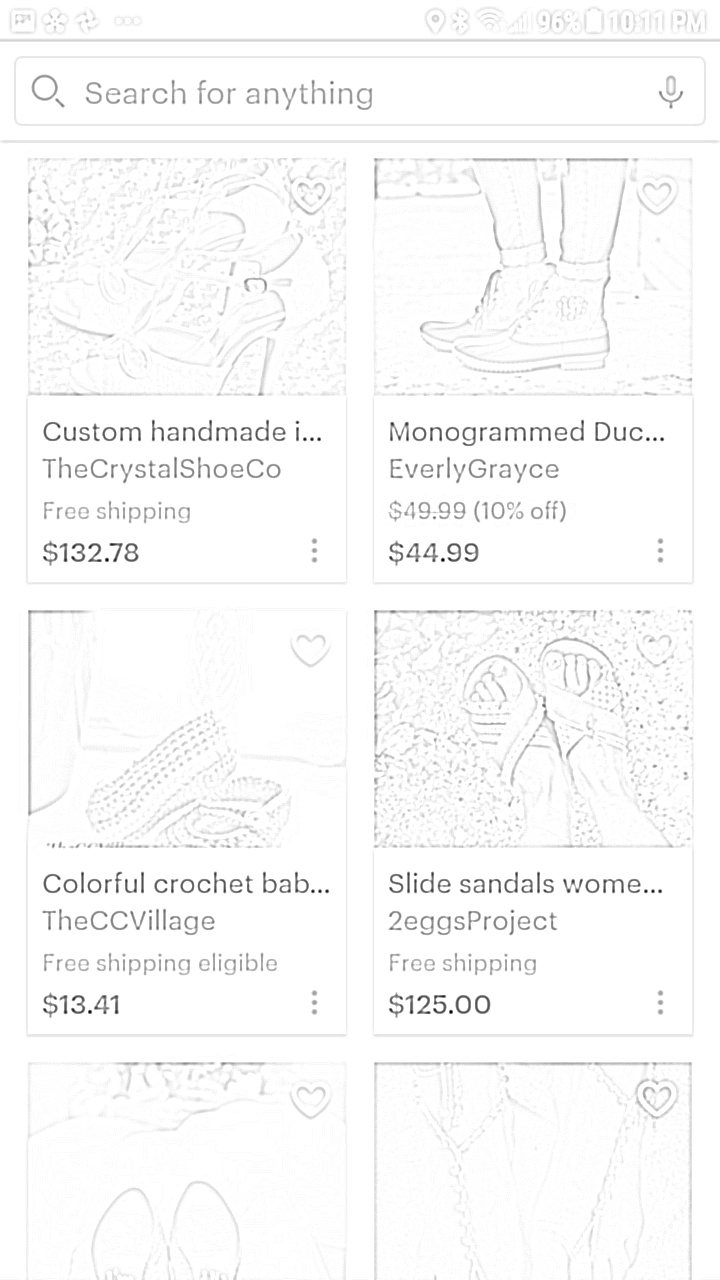 96% 10:11 PM
Search for anything
Custom handmade i...
TheCrystalShoeCo
Free shipping
$132.78
Monogrammed Duc...
EverlyGrayce
$49.99 (10% off)
$44.99
Colorful crochet bab...
TheCCVillage
Free shipping eligible
$13.41
Slide sandals wome...
2eggsProject
Free shipping
$125.00